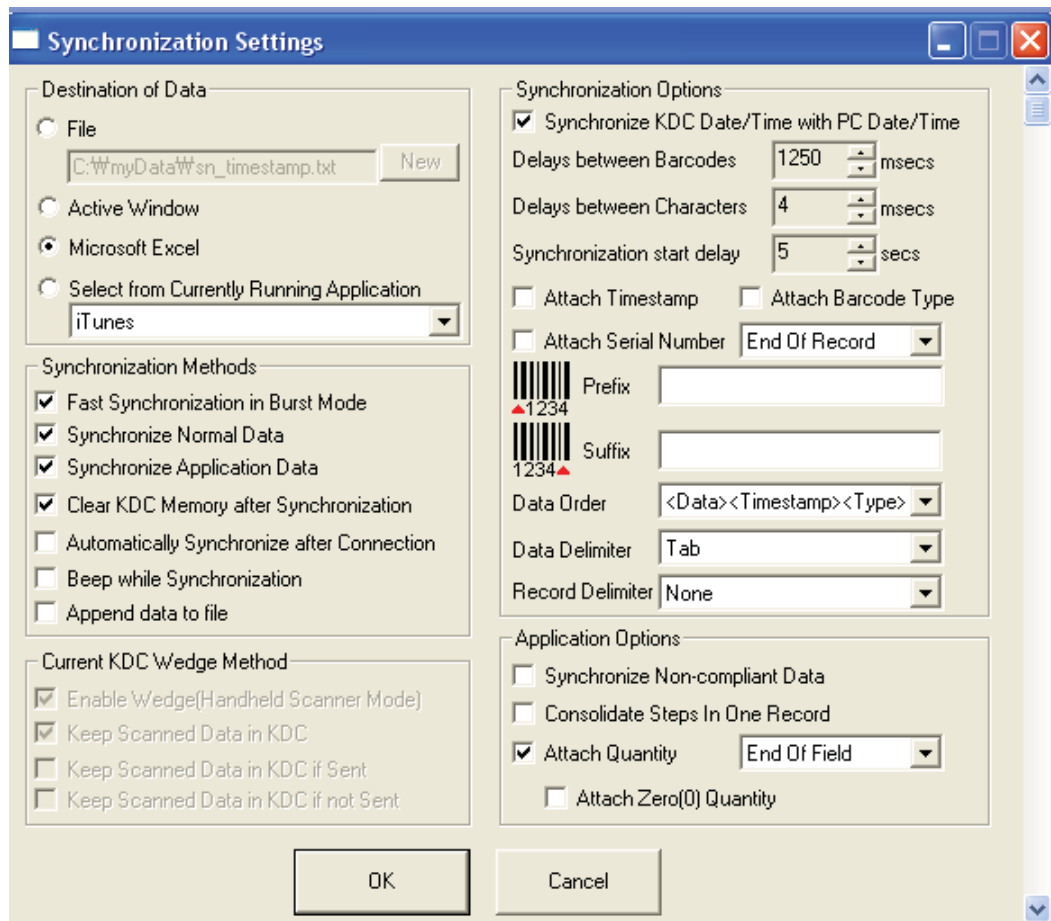 Synchronization Settings
Destination of Data
File
C:₩myData₩sn_timestamp.txt New
Active Window
Microsoft Excel
Select from Currently Running Application
iTunes
Synchronization Methods
Fast Synchronization in Burst Mode
Synchronize Normal Data
Synchronize Application Data
Clear KDC Memory after Synchronization
Automatically Synchronize after Connection
Beep while Synchronization
Append data to file
Current KDC Wedge Method
Enable Wedge(Handheld Scanner Mode)
Keep Scanned Data in KDC
Keep Scanned Data in KDC if Sent
Keep Scanned Data in KDC if not Sent
Synchronization Options
Synchronize KDC Date/Time with PC Date/Time
Delays between Barcodes 1250 msecs
Delays between Characters 4 msecs
Synchronization start delay 5 secs
Attach Timestamp Attach Barcode Type
Attach Serial Number End Of Record
1234 Prefix
1234 Suffix
Data Order <Data><Timestamp><Type>
Data Delimiter Tab
Record Delimiter None
Application Options
Synchronize Non-compliant Data
Consolidate Steps In One Record
Attach Quantity End Of Field
Attach Zero(0) Quantity
OK Cancel